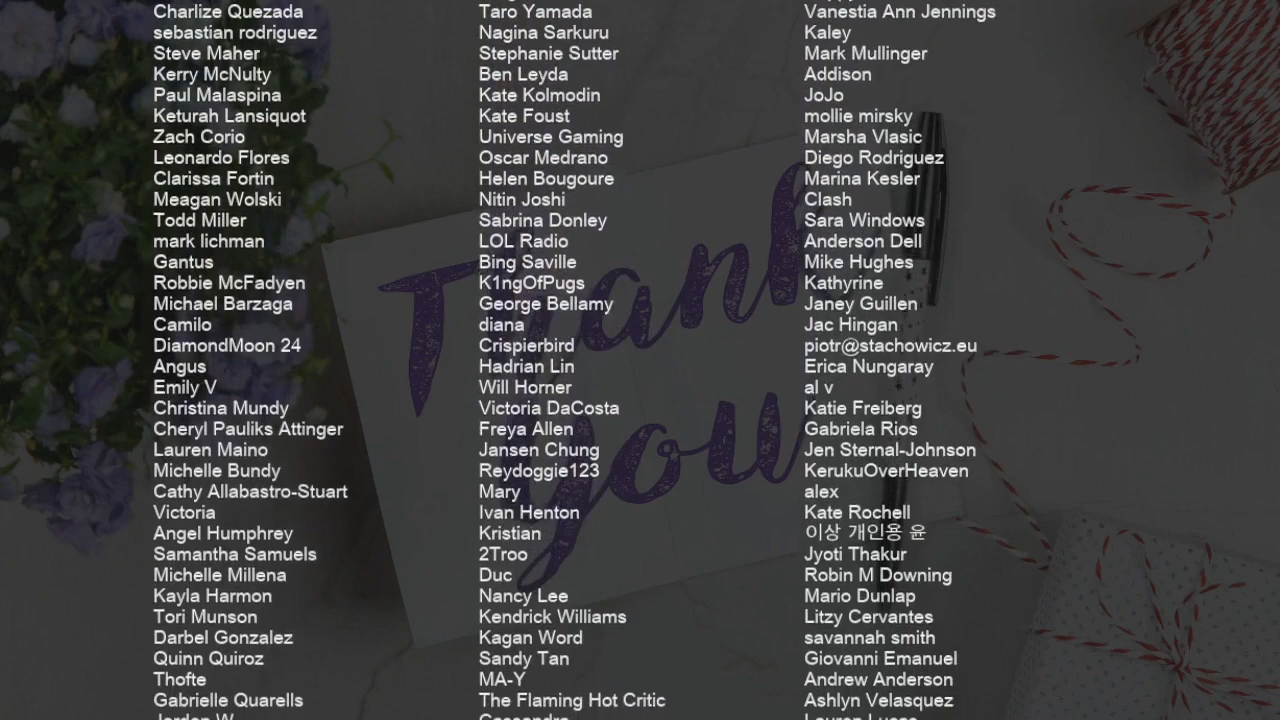 Charlize Quezada
sebastian rodriguez
Steve Maher
Kerry McNulty
Paul Malaspina
Keturah Lansiquot
Zach Corio
Leonardo Flores
Clarissa Fortin
Meagan Wolski
Todd Miller
mark lichman
Gantus
Robbie McFadyen
Michael Barzaga
Camilo
DiamondMoon 24
Angus
Emily V
Christina Mundy
Cheryl Pauliks Attinger
Lauren Maino
Michelle Bundy
Cathy Allabastro-Stuart
Victoria
Angel Humphrey
Samantha Samuels
Michelle Millena
Kayla Harmon
Tori Munson
Darbel Gonzalez
Quinn Quiroz
Thofte
Gabrielle Quarells
Jordan W
Taro Yamada
Nagina Sarkuru
Stephanie Sutter
Ben Leyda
Kate Kolmodin
Kate Foust
Universe Gaming
Oscar Medrano
Helen Bougoure
Nitin Joshi
Sabrina Donley
LOL Radio
Bing Saville
K1ngOfPugs
George Bellamy
diana
Crispierbird
Hadrian Lin
Will Horner
Victoria DaCosta
Freya Allen
Jansen Chung
Reydoggie123
Mary
Ivan Henton
Kristian
2Troo
Duc
Nancy Lee
Kendrick Williams
Kagan Word
Sandy Tan
MA-Y
The Flaming Hot Critic
Cassandra
Vanestia Ann Jennings
Kaley
Mark Mullinger
Addison
JoJo
mollie mirsky
Marsha Vlasic
Diego Rodriguez
Marina Kesler
Clash
Sara Windows
Anderson Dell
Mike Hughes
Kathyrine
Janey Guillen
Jac Hingan
piotr@stachowicz.eu
Erica Nungaray
al v
Katie Freiberg
Gabriela Rios
Jen Sternal-Johnson
KerukuOverHeaven
alex
Kate Rochell
이상 개인용 윤
Jyoti Thakur
Robin M Downing
Mario Dunlap
Litzy Cervantes
savannah smith
Giovanni Emanuel
Andrew Anderson
Ashlyn Velasquez
Lauren Lucas
Thank
you